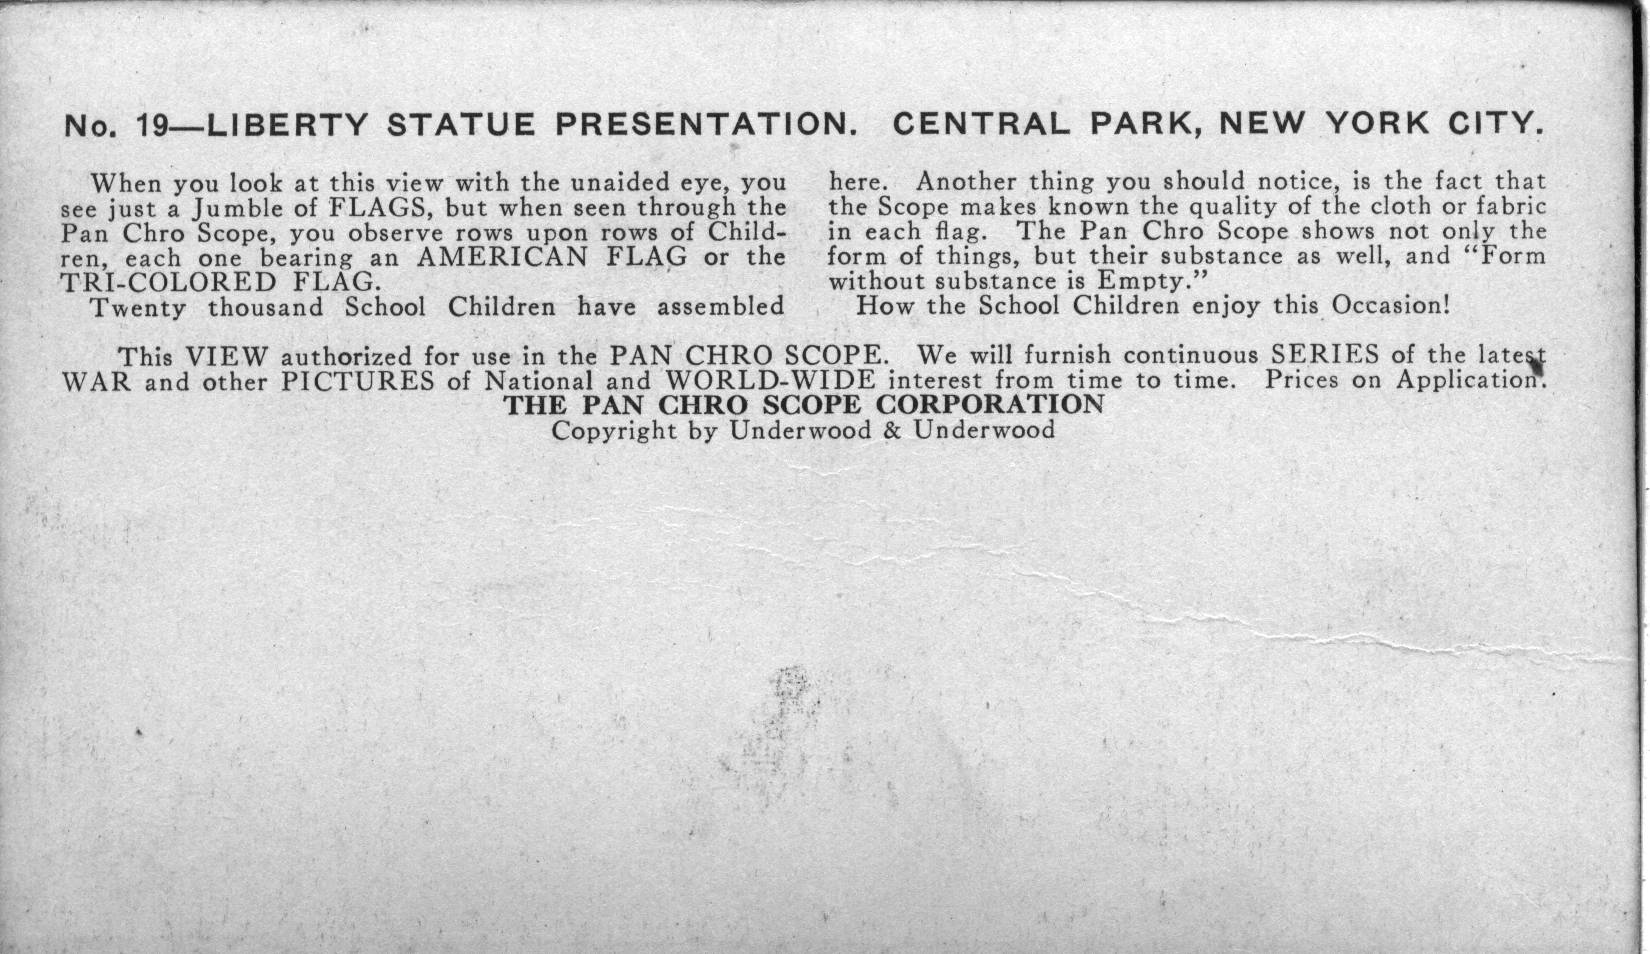 No. 19—LIBERTY STATUE PRESENTATION. CENTRAL PARK, NEW YORK CITY.
When you look at this view with the unaided eye, you
see just a Jumble of FLAGS, but when seen through the
Pan Chro Scope, you observe rows upon rows of Child-
ren, each one bearing an AMERICAN FLAG or the
TRI-COLORED FLAG.
Twenty thousand School Children have assembled
here. Another thing you should notice, is the fact that
the Scope makes known the quality of the cloth or fabric
in each flag. The Pan Chro Scope shows not only the
form of things, but their substance as well, and “Form
without substance is Empty.”
How the School Children enjoy this Occasion!
This VIEW authorized for use in the PAN CHRO SCOPE. We will furnish continuous SERIES of the latest
WAR and other PICTURES of National and WORLD-WIDE interest from time to time. Prices on Application.
THE PAN CHRO SCOPE CORPORATION
Copyright by Underwood & Underwood